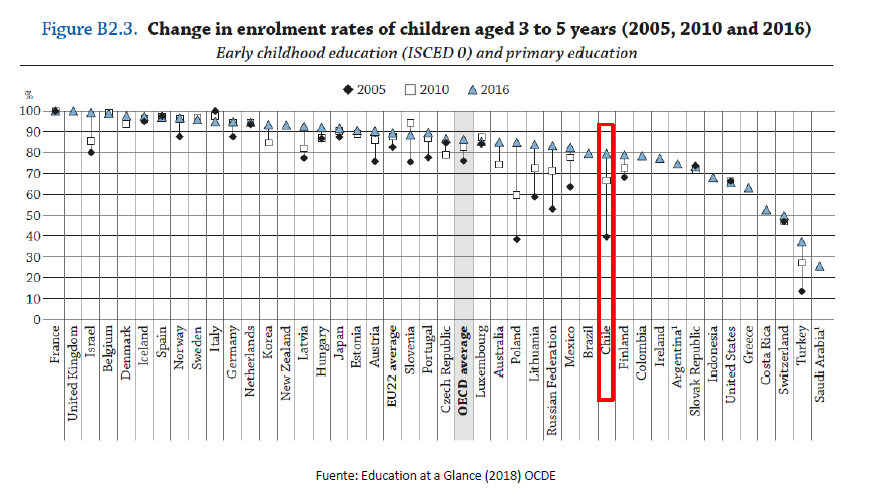 Figure B2.3. Change in enrolment rates of children aged 3 to 5 years (2005, 2010 and 2016)
Early childhood education (ISCED 0) and primary education
2005 2010 2016
%
100
90
80
70
60
50
40
30
20
10
0
France
United Kingdom
Israel
Belgium
Denmark
Iceland
Spain
Norway
Sweden
Italy
Germany
Netherlands
Korea
New Zealand
Latvia
Hungary
Japan
Estonia
Austria
EU22 average
Slovenia
Portugal
Czech Republic
OECD average
Luxembourg
Australia
Poland
Lithuania
Russian Federation
Mexico
Brazil
Chile
Finland
Colombia
Ireland
Argentina¹
Slovak Republic
Indonesia
United States
Greece
Costa Rica
Switzerland
Turkey
Saudi Arabia¹
Fuente: Education at a Glance (2018) OCDE